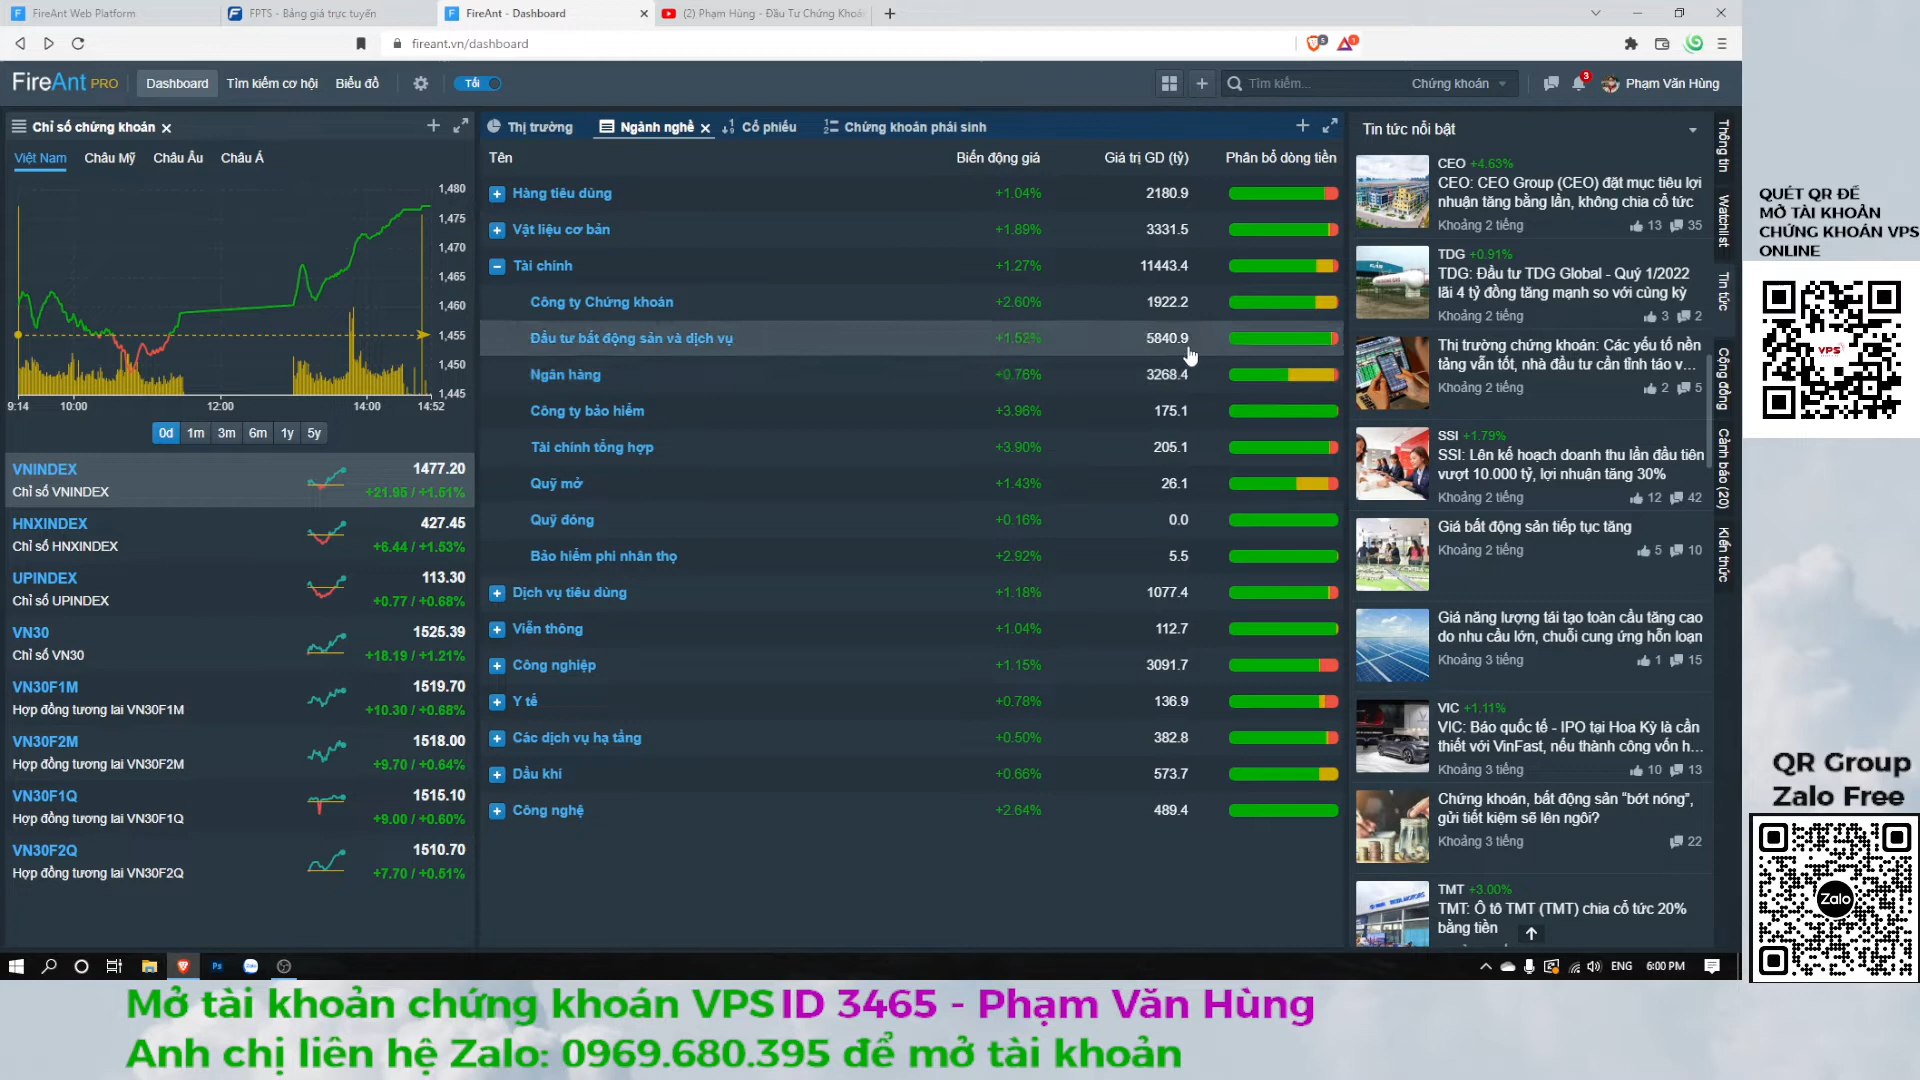 FireAnt Web Platform
FPTS - Bảng giá trực tuyến
FireAnt - Dashboard
(2) Phạm Hùng - Đầu Tư Chứng Khoá
fireant.vn/dashboard
FireAnt PRO
Dashboard
Tìm kiếm cơ hội
Biểu đồ
Tối
Tìm kiếm...
Chứng khoán
3
Phạm Văn Hùng
Chỉ số chứng khoán
Việt Nam
Châu Mỹ
Châu Âu
Châu Á
1,480
1,475
1,470
1,465
1,460
1,455
1,450
1,445
9:14
10:00
12:00
14:00
14:52
0d
1m
3m
6m
1y
5y
VNINDEX
1477.20
Chỉ số VNINDEX
+21.95 / +1.51%
HNXINDEX
427.45
Chỉ số HNXINDEX
+6.44 / +1.53%
UPINDEX
113.30
Chỉ số UPINDEX
+0.77 / +0.68%
VN30
1525.39
Chỉ số VN30
+18.19 / +1.21%
VN30F1M
1519.70
Hợp đồng tương lai VN30F1M
+10.30 / +0.68%
VN30F2M
1518.00
Hợp đồng tương lai VN30F2M
+9.70 / +0.64%
VN30F1Q
1515.10
Hợp đồng tương lai VN30F1Q
+9.00 / +0.60%
VN30F2Q
1510.70
Hợp đồng tương lai VN30F2Q
+7.70 / +0.51%
Thị trường
Ngành nghề
Cổ phiếu
Chứng khoán phái sinh
Tên
Biến động giá
Giá trị GD (tỷ)
Phân bổ dòng tiền
Hàng tiêu dùng
+1.04%
2180.9
Vật liệu cơ bản
+1.89%
3331.5
Tài chính
+1.27%
11443.4
Công ty Chứng khoán
+2.60%
1922.2
Đầu tư bất động sản và dịch vụ
+1.52%
5840.9
Ngân hàng
+0.76%
3268.4
Công ty bảo hiểm
+3.96%
175.1
Tài chính tổng hợp
+3.90%
205.1
Quỹ mở
+1.43%
26.1
Quỹ đóng
+0.16%
0.0
Bảo hiểm phi nhân thọ
+2.92%
5.5
Dịch vụ tiêu dùng
+1.18%
1077.4
Viễn thông
+1.04%
112.7
Công nghiệp
+1.15%
3091.7
Y tế
+0.78%
136.9
Các dịch vụ hạ tầng
+0.50%
382.8
Dầu khí
+0.66%
573.7
Công nghệ
+2.64%
489.4
Tin tức nổi bật
CEO +4.63%
CEO: CEO Group (CEO) đặt mục tiêu lợi
nhuận tăng bằng lần, không chia cổ tức
Khoảng 2 tiếng
13
35
TDG +0.91%
TDG: Đầu tư TDG Global - Quý 1/2022
lãi 4 tỷ đồng tăng mạnh so với cùng kỳ
Khoảng 2 tiếng
3
2
Thị trường chứng khoán: Các yếu tố nền
tảng vẫn tốt, nhà đầu tư cần tỉnh táo v...
Khoảng 2 tiếng
2
5
SSI +1.79%
SSI: Lên kế hoạch doanh thu lần đầu tiên
vượt 10.000 tỷ, lợi nhuận tăng 30%
Khoảng 2 tiếng
12
42
Giá bất động sản tiếp tục tăng
Khoảng 2 tiếng
5
10
Giá năng lượng tái tạo toàn cầu tăng cao
do nhu cầu lớn, chuỗi cung ứng hỗn loạn
Khoảng 3 tiếng
1
15
VIC +1.11%
VIC: Báo quốc tế - IPO tại Hoa Kỳ là cần
thiết với VinFast, nếu thành công vốn h...
Khoảng 3 tiếng
10
13
Chứng khoán, bất động sản “bớt nóng”,
gửi tiết kiệm sẽ lên ngôi?
Khoảng 3 tiếng
22
TMT +3.00%
TMT: Ô tô TMT (TMT) chia cổ tức 20%
bằng tiền
Thông tin
Watchlist
Tin tức
Cộng đồng
Cảnh báo (20)
Kiến thức
QUÉT QR ĐỂ
MỞ TÀI KHOẢN
CHỨNG KHOÁN VPS
ONLINE
VPS
QR Group
Zalo Free
Zalo
ENG
6:00 PM
Mở tài khoản chứng khoán VPS ID 3465 - Phạm Văn Hùng
Anh chị liên hệ Zalo: 0969.680.395 để mở tài khoản